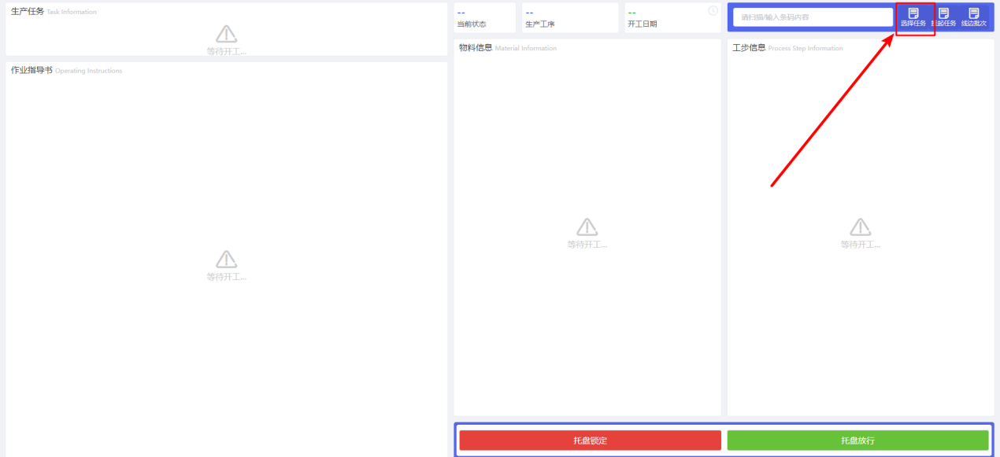 生产任务 Task Information
等待开工...
作业指导书 Operating Instructions
等待开工...
--
当前状态
--
生产工序
--
开工日期
请扫描/输入条码内容
选择任务 挂起任务 线边批次
物料信息 Material Information
等待开工...
工步信息 Process Step Information
等待开工...
托盘锁定
托盘放行